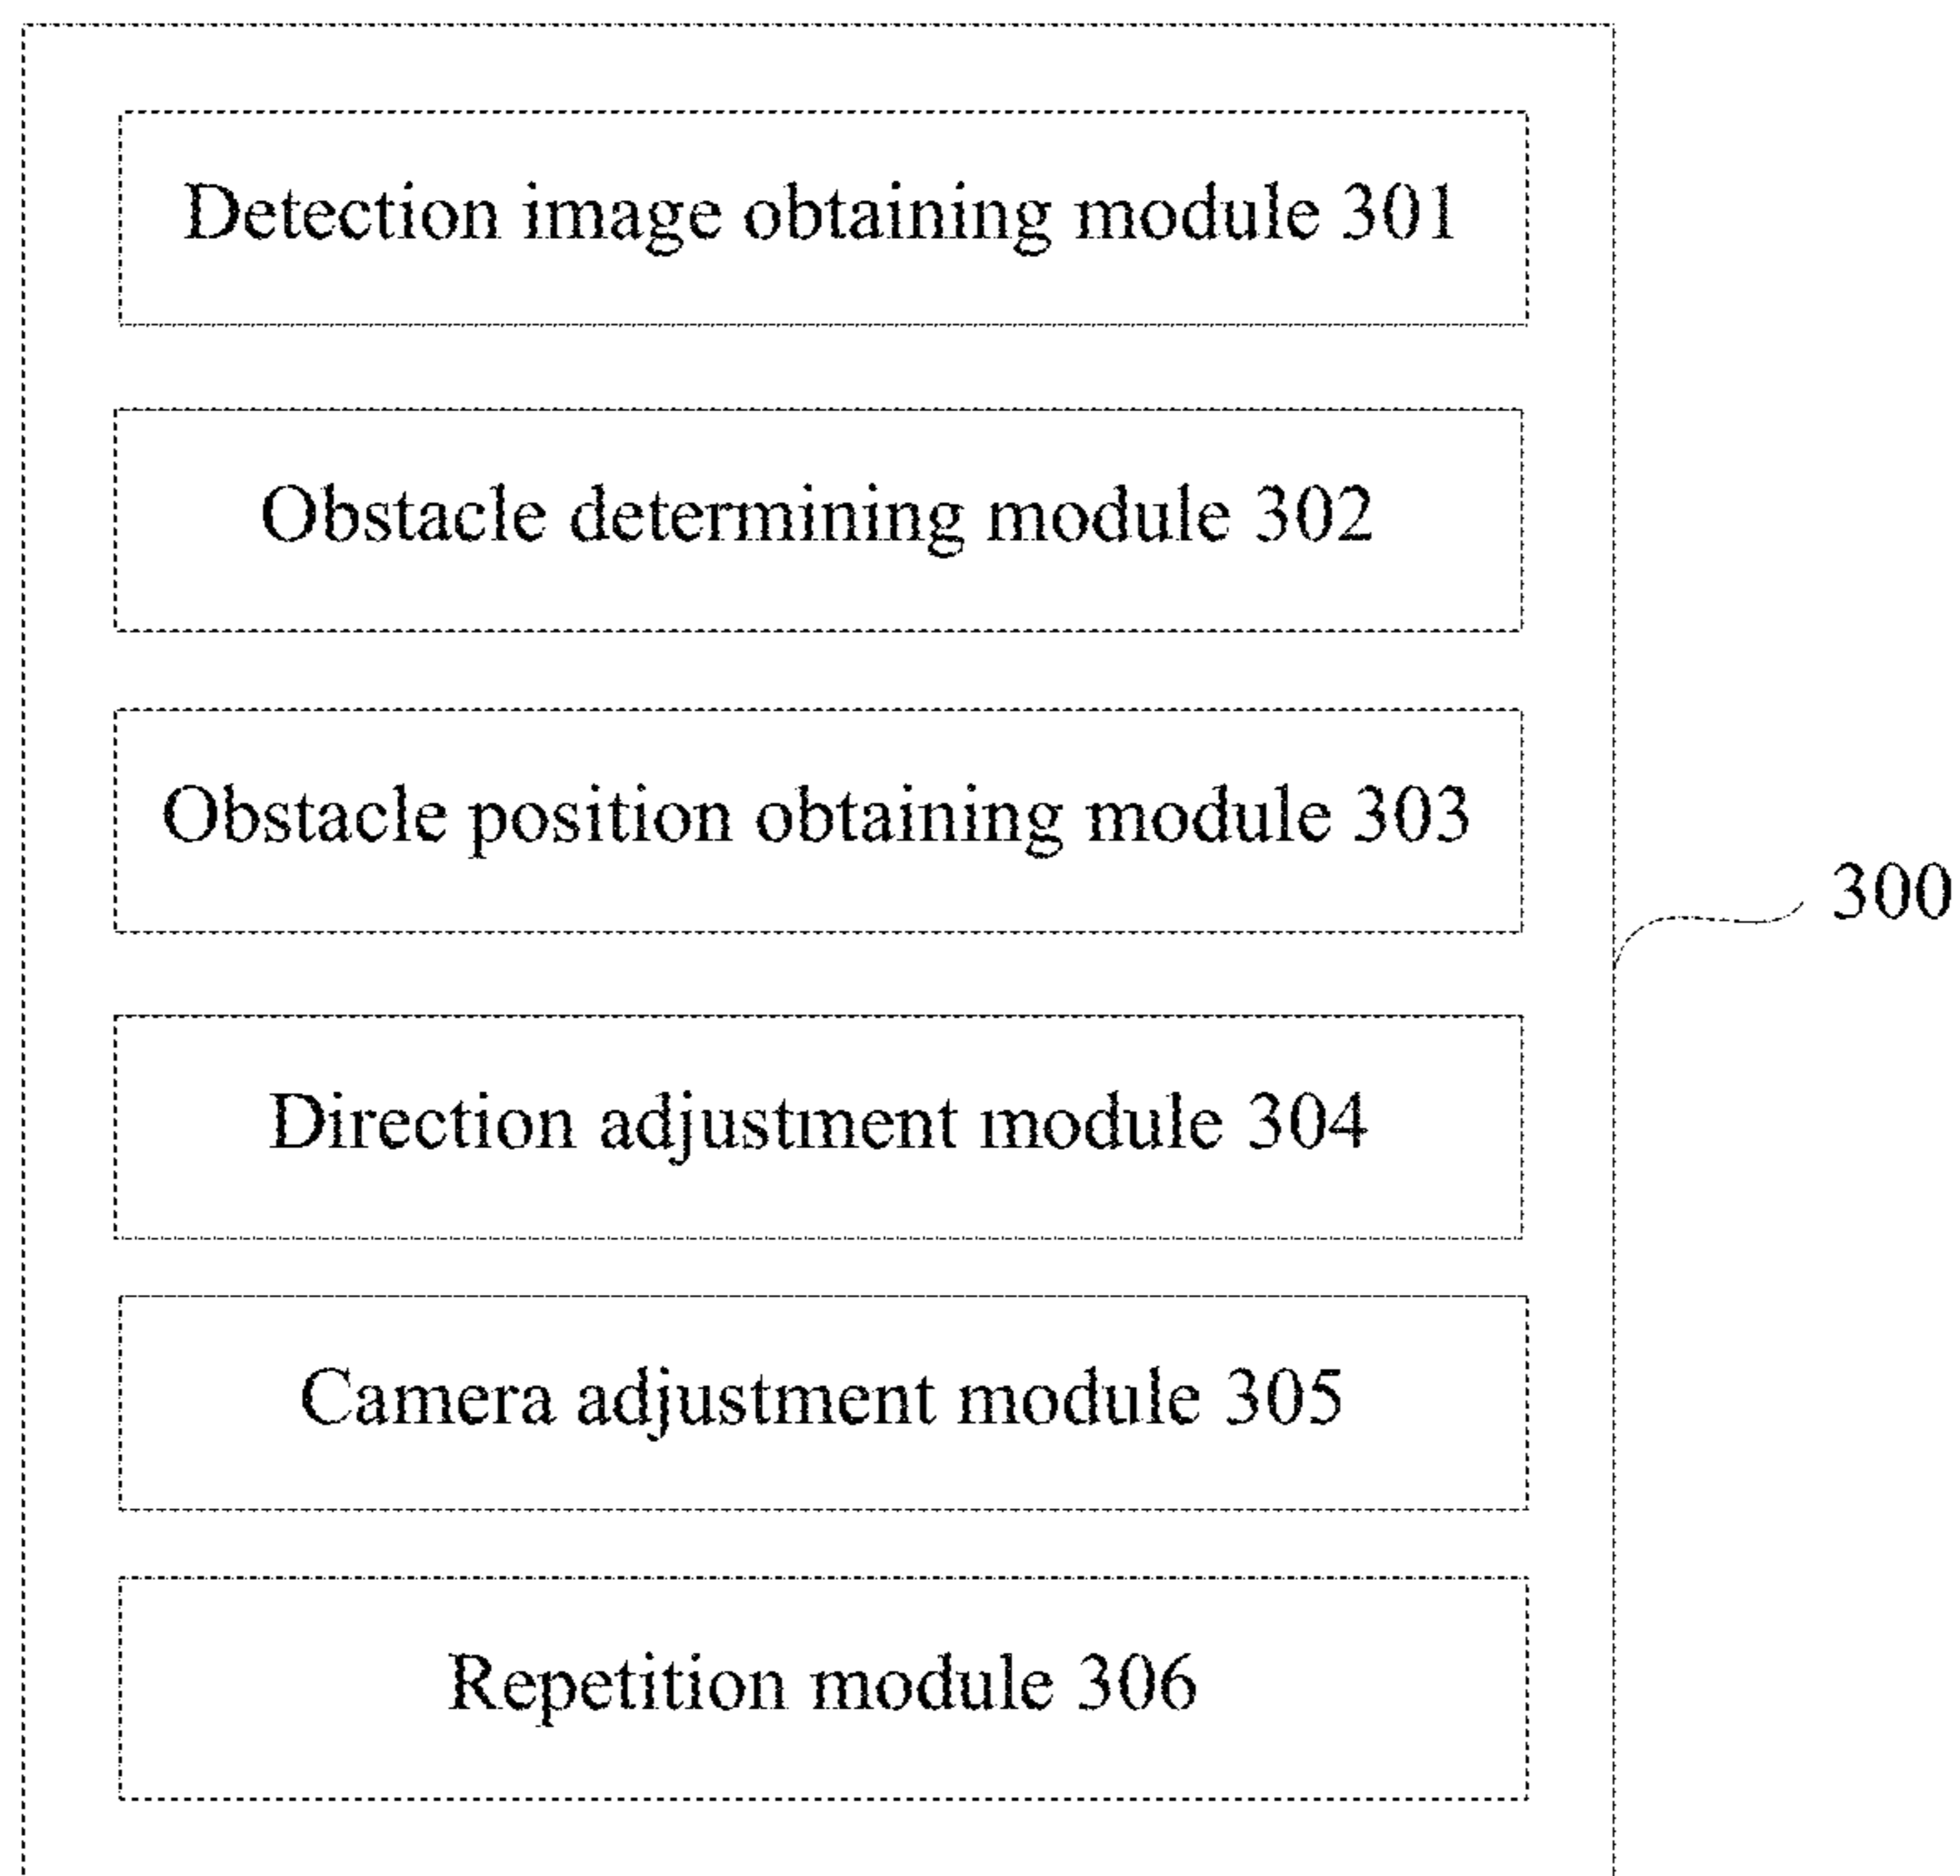 Detection image obtaining module 301
Obstacle determining module 302
Obstacle position obtaining module 303
300
Direction adjustment module 304
Camera adjustment module 305
Repetition module 306